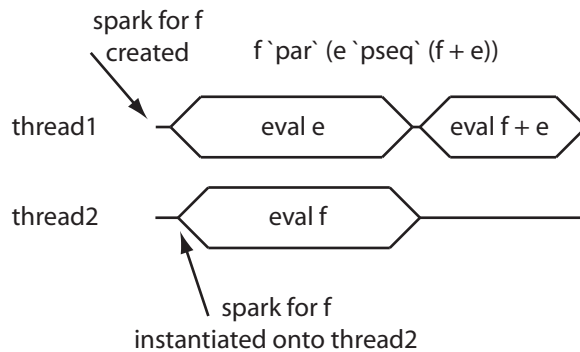 spark for f
created
f `par` (e `pseq` (f + e))
thread1
eval e
eval f + e
thread2
eval f
spark for f
instantiated onto thread2